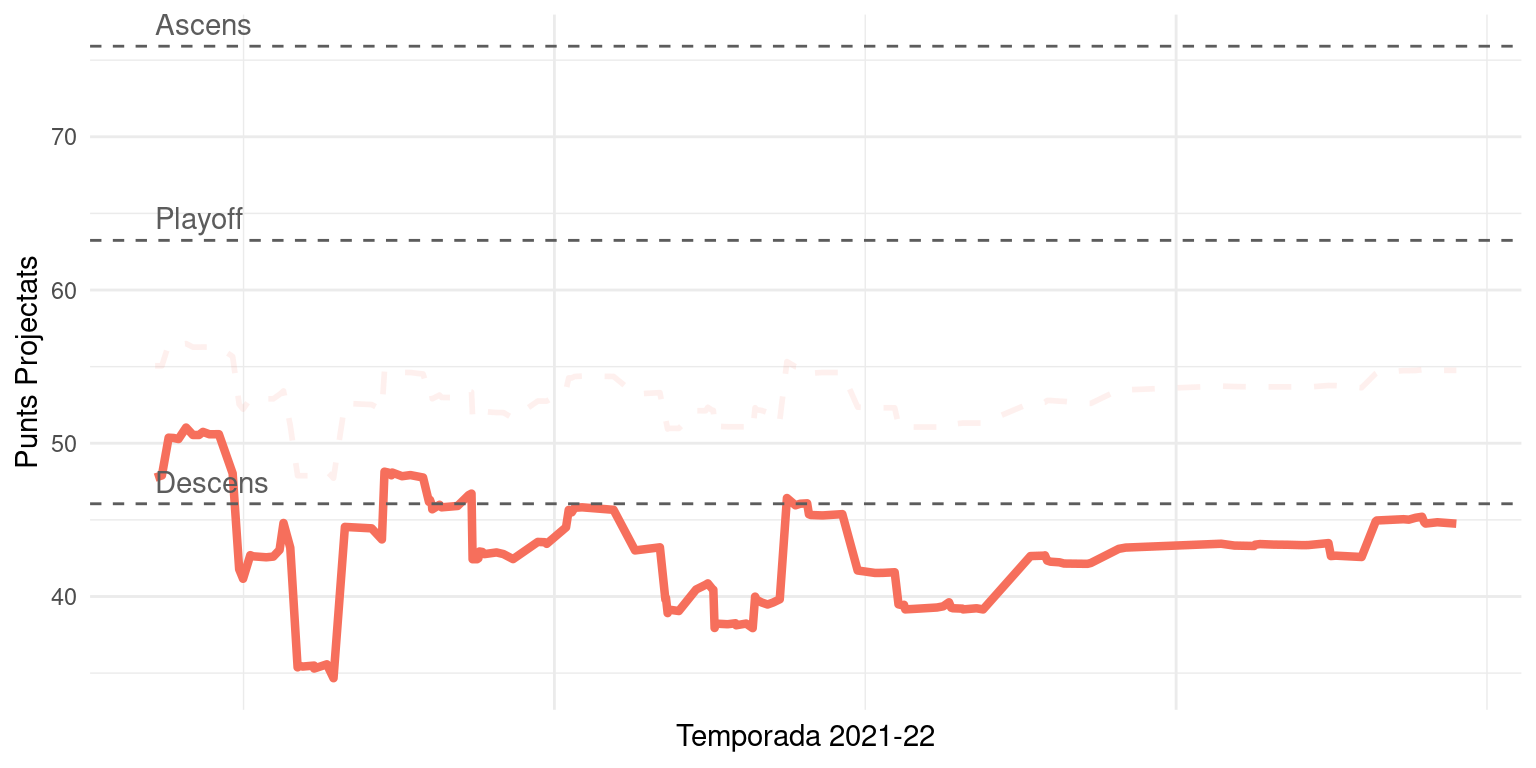 Ascens
70
Playoff
60
50
Descens
40
Punts Projectats
Temporada 2021-22